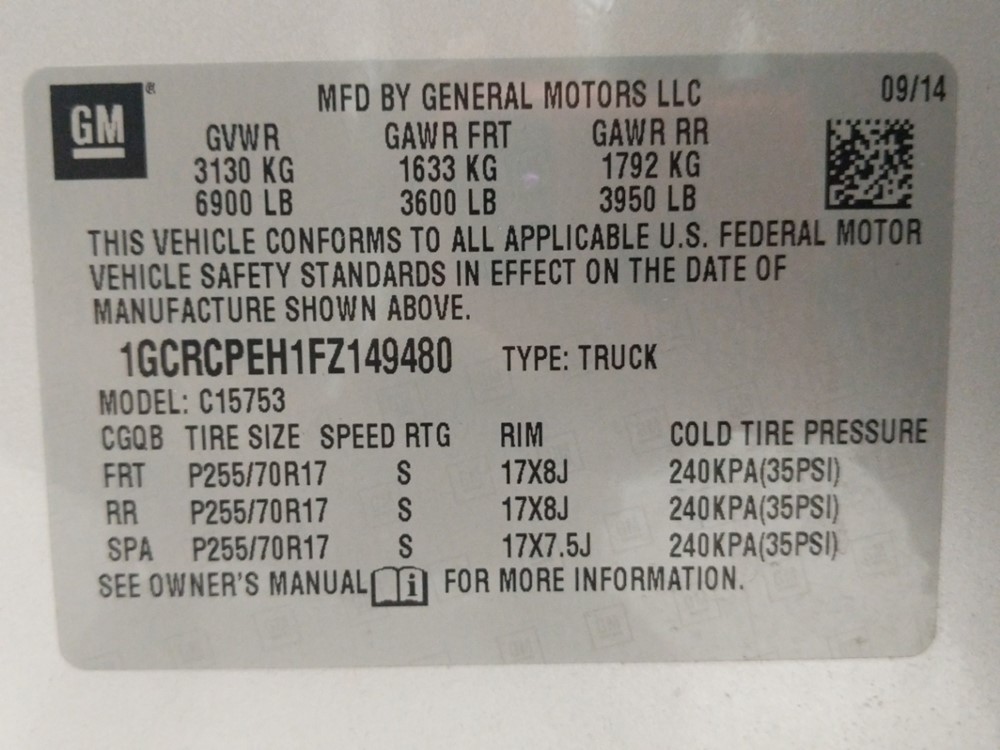 GM ® MFD BY GENERAL MOTORS LLC 09/14
GVWR GAWR FRT GAWR RR
3130 KG 1633 KG 1792 KG
6900 LB 3600 LB 3950 LB
THIS VEHICLE CONFORMS TO ALL APPLICABLE U.S. FEDERAL MOTOR
VEHICLE SAFETY STANDARDS IN EFFECT ON THE DATE OF
MANUFACTURE SHOWN ABOVE.
1GCRCPEH1FZ149480 TYPE: TRUCK
MODEL: C15753
CGQB TIRE SIZE SPEED RTG RIM COLD TIRE PRESSURE
FRT P255/70R17 S 17X8J 240KPA(35PSI)
RR P255/70R17 S 17X8J 240KPA(35PSI)
SPA P255/70R17 S 17X7.5J 240KPA(35PSI)
SEE OWNER'S MANUAL i FOR MORE INFORMATION.